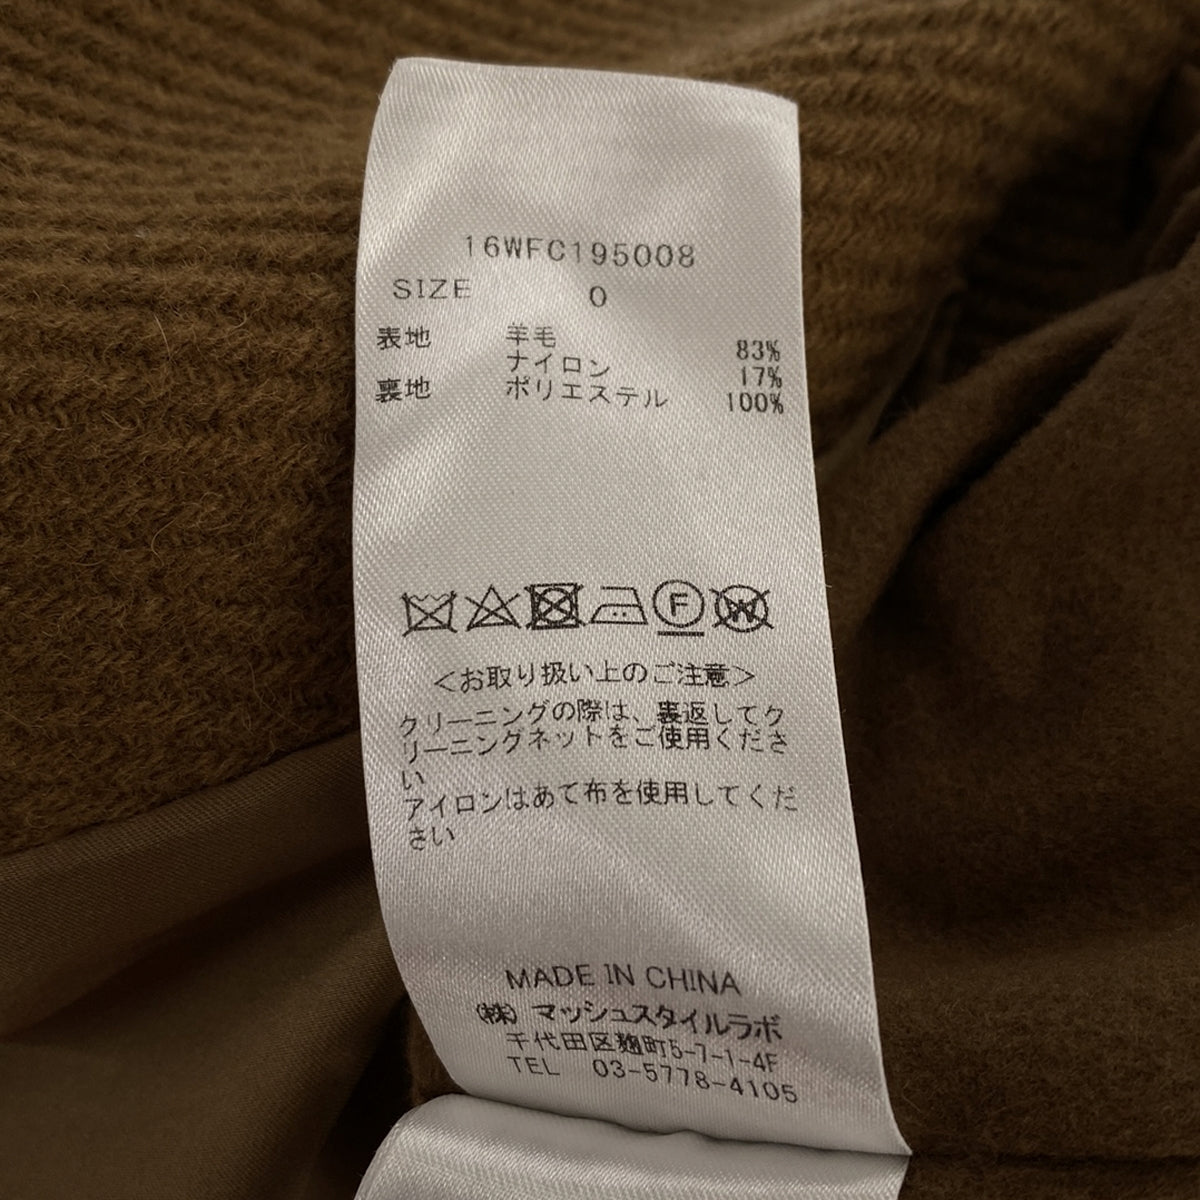 16WFC195008
SIZE 0
表地 羊毛 83%
ナイロン 17%
裏地 ポリエステル 100%
F W
<お取り扱い上のご注意>
クリーニングの際は、裏返してク
リーニングネットをご使用くださ
い
アイロンはあて布を使用してくだ
さい
MADE IN CHINA
(株) マッシュスタイルラボ
千代田区麹町5-7-1-4F
TEL 03-5778-4105